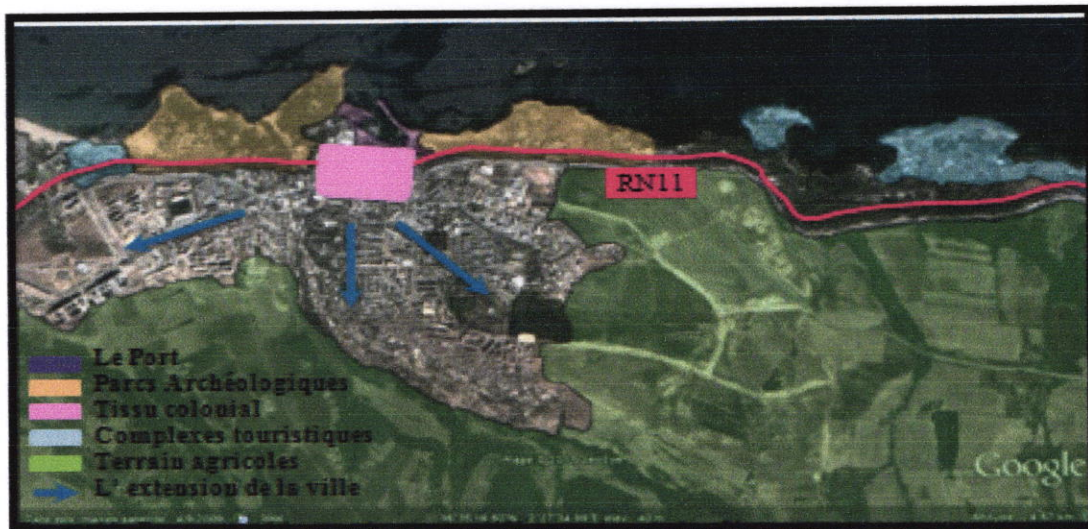 RN11
Le Port
Parcs Archéologiques
Tissu colonial
Complexes touristiques
Terrain agricoles
L' extension de la ville
Google